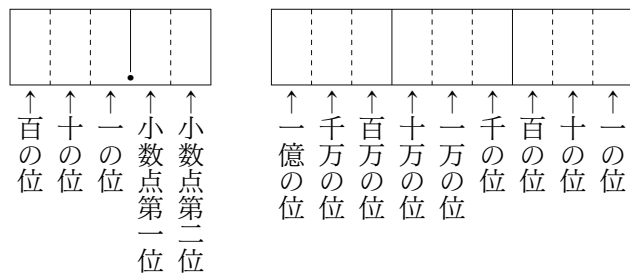 ↑百の位
↑十の位
↑一の位
↑小数点第一位
↑小数点第二位
↑一億の位
↑千万の位
↑百万の位
↑十万の位
↑一万の位
↑千の位
↑百の位
↑十の位
↑一の位